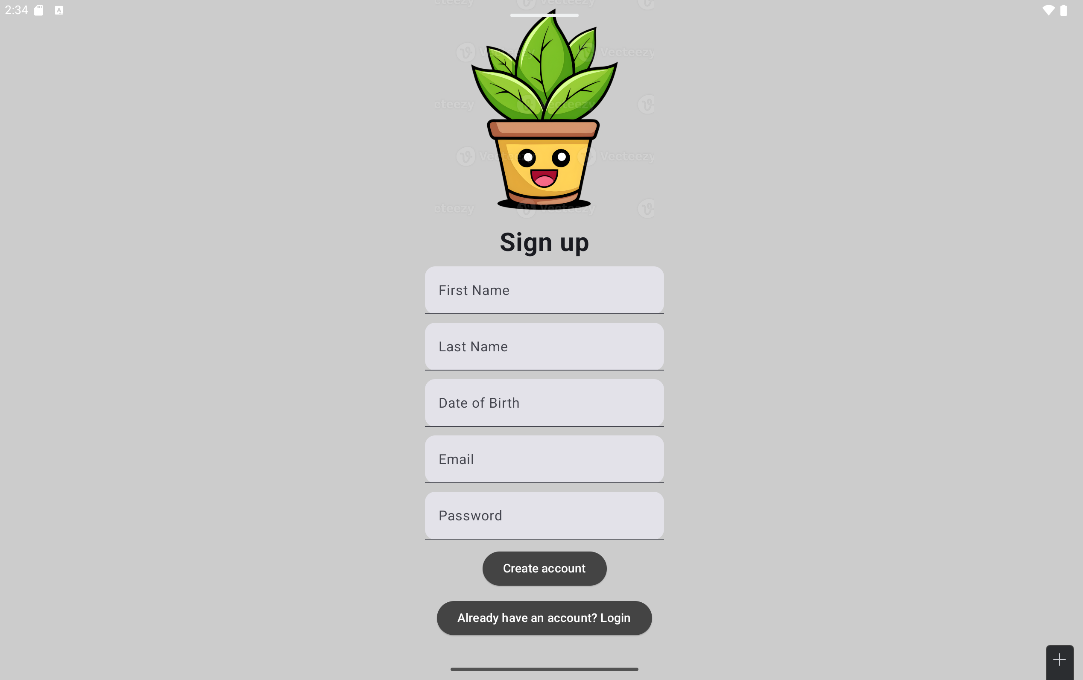 2:34
Vecteezy
Sign up
First Name
Last Name
Date of Birth
Email
Password
Create account
Already have an account? Login